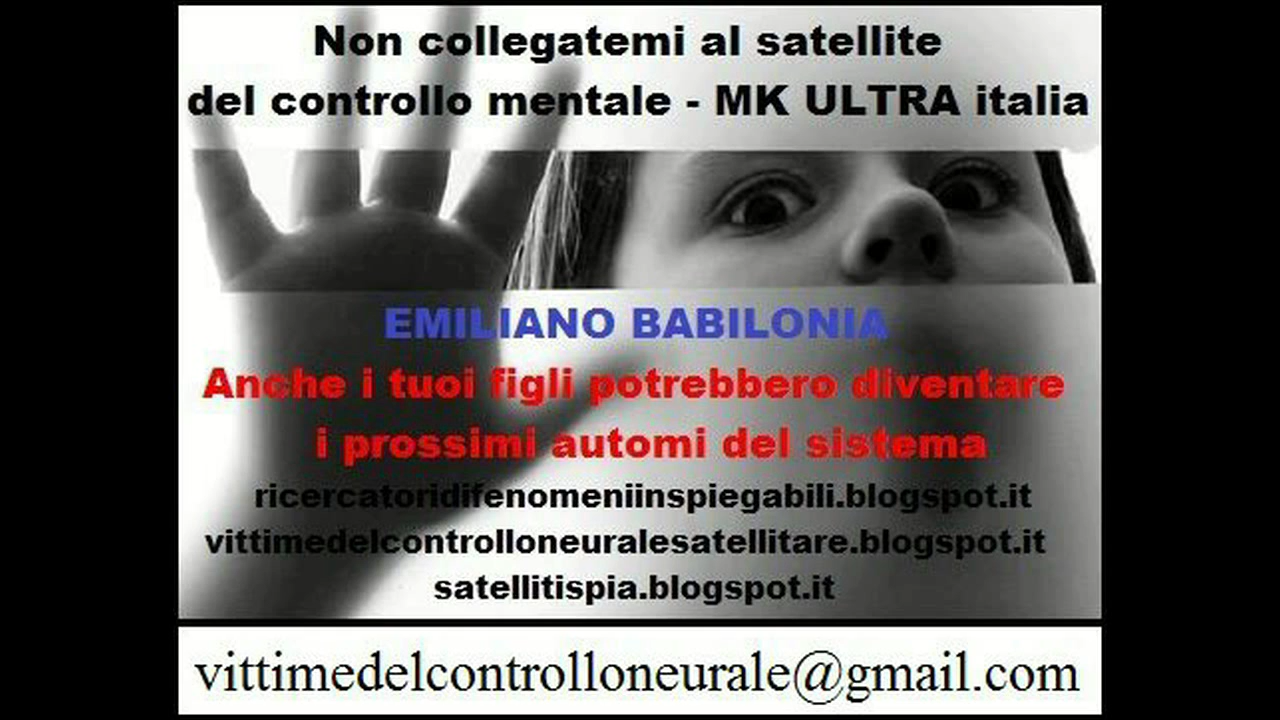 Non collegatemi al satellite
del controllo mentale - MK ULTRA italia
EMILIANO BABILONIA
Anche i tuoi figli potrebbero diventare
i prossimi automi del sistema
ricercatoridifenomeniinspiegabili.blogspot.it
vittimedelcontrolloneuralesatellitare.blogspot.it
satellitispia.blogspot.it
vittimedelcontrolloneurale@gmail.com